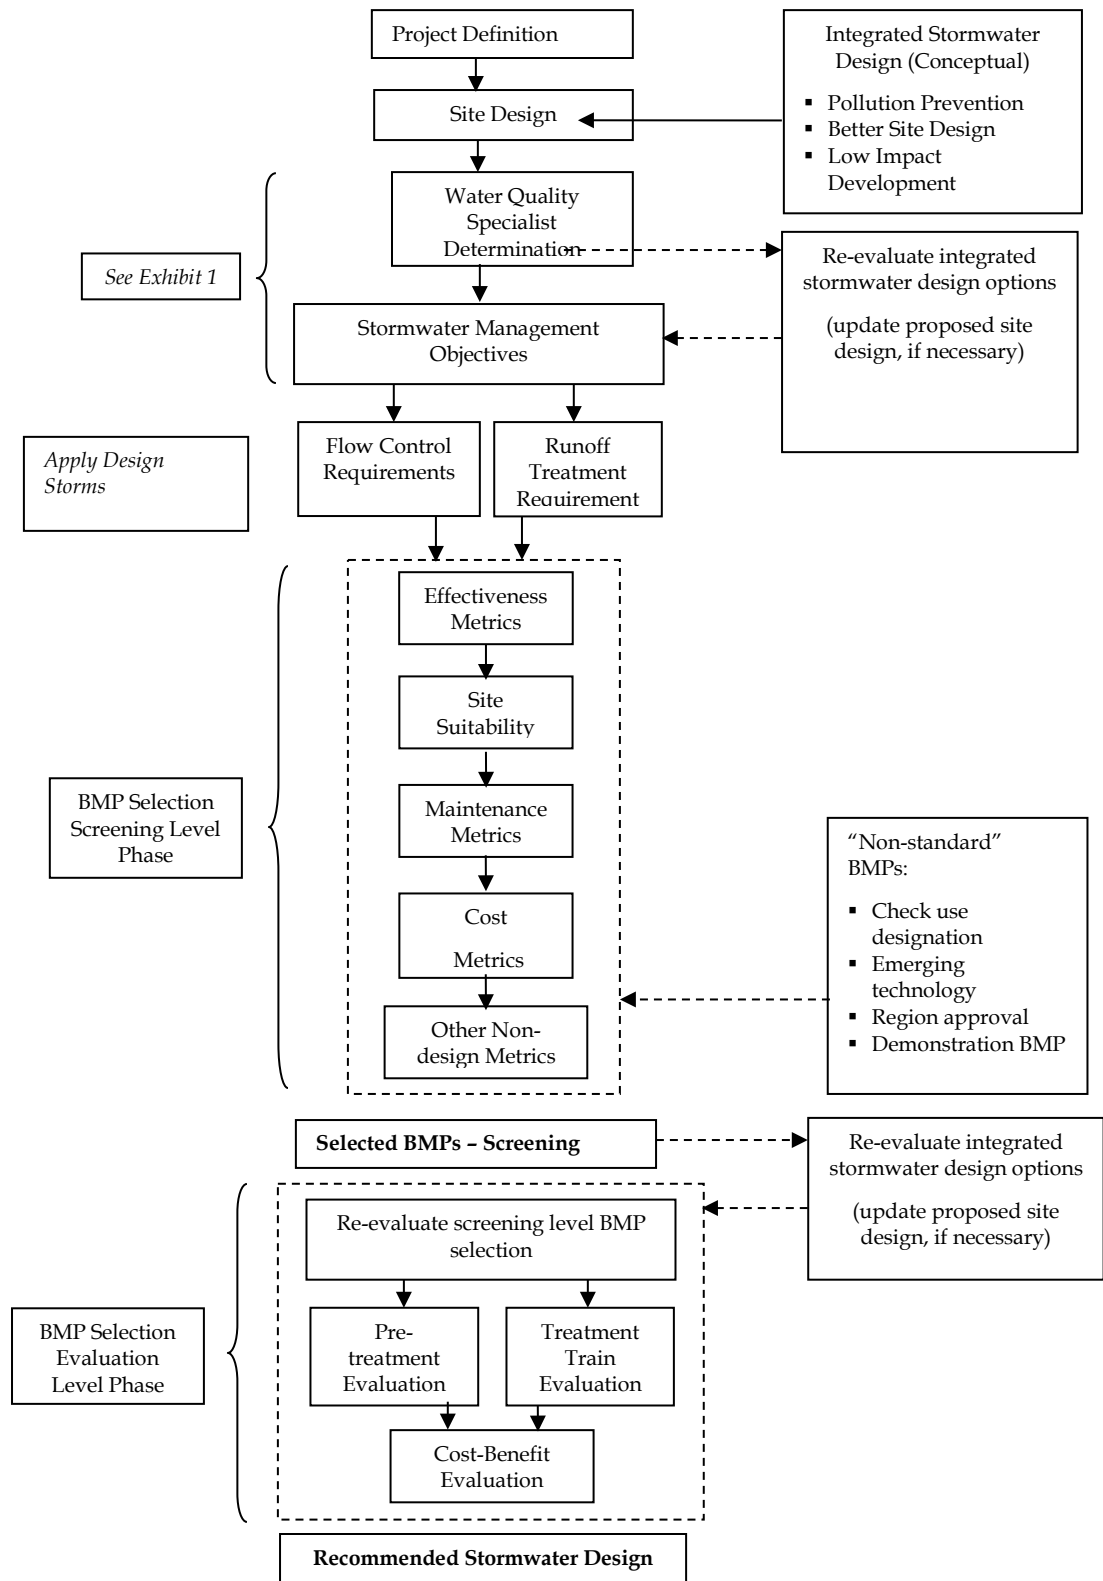 Project Definition
Integrated Stormwater
Design (Conceptual)
▪ Pollution Prevention
▪ Better Site Design
▪ Low Impact
Development
Site Design
Water Quality
Specialist
Determination
See Exhibit 1
Re-evaluate integrated
stormwater design options
(update proposed site
design, if necessary)
Stormwater Management
Objectives
Apply Design
Storms
Flow Control
Requirements
Runoff
Treatment
Requirement
Effectiveness
Metrics
Site
Suitability
BMP Selection
Screening Level
Phase
Maintenance
Metrics
Cost
Metrics
Other Non-
design Metrics
“Non-standard”
BMPs:
▪ Check use
designation
▪ Emerging
technology
▪ Region approval
▪ Demonstration BMP
Selected BMPs – Screening
Re-evaluate integrated
stormwater design options
(update proposed site
design, if necessary)
Re-evaluate screening level BMP
selection
BMP Selection
Evaluation
Level Phase
Pre-
treatment
Evaluation
Treatment
Train
Evaluation
Cost-Benefit
Evaluation
Recommended Stormwater Design